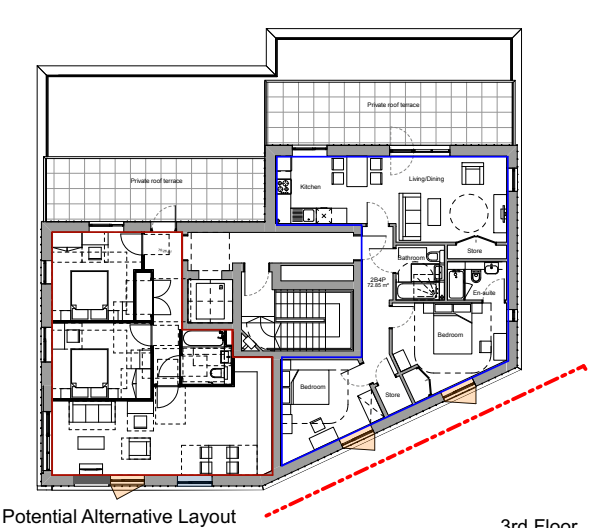 Private roof terrace
Private roof terrace
Kitchen
Living/Dining
Bathroom
Store
2B4P
72.85 m²
En-suite
Bedroom
Bedroom
Store
Potential Alternative Layout
3rd Floor